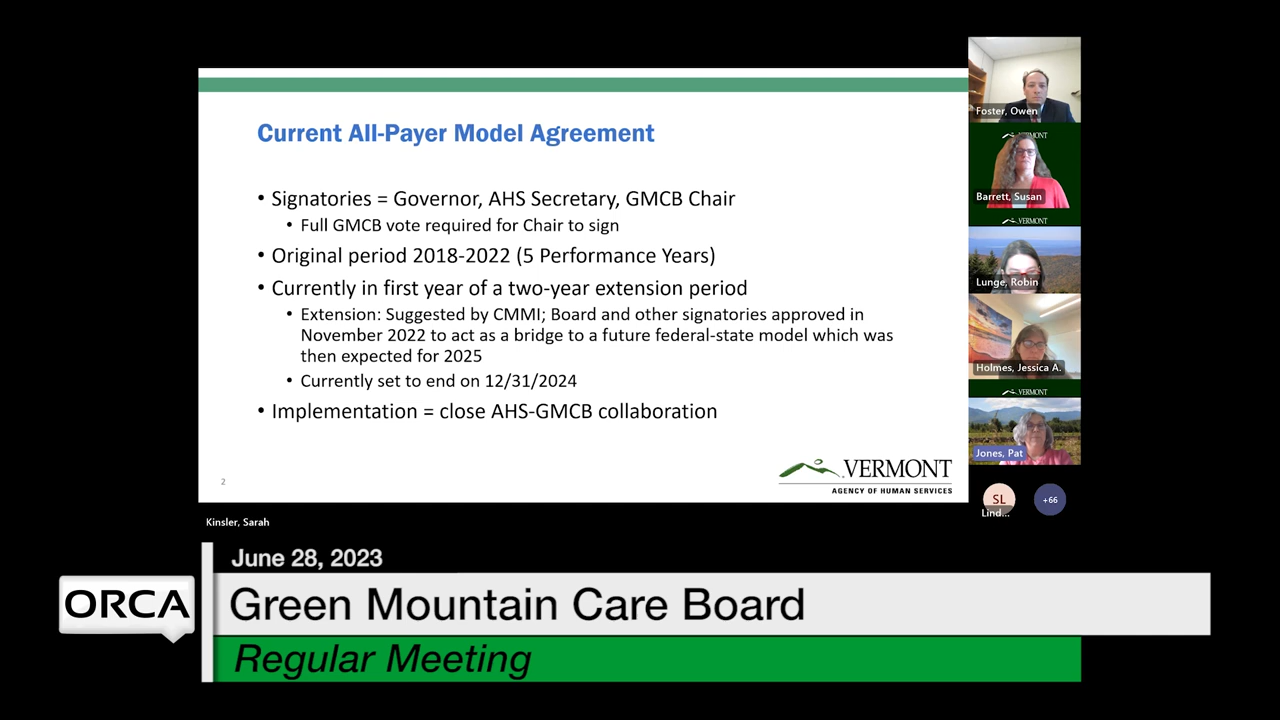 Current All-Payer Model Agreement
• Signatories = Governor, AHS Secretary, GMCB Chair
• Full GMCB vote required for Chair to sign
• Original period 2018-2022 (5 Performance Years)
• Currently in first year of a two-year extension period
• Extension: Suggested by CMMI; Board and other signatories approved in
November 2022 to act as a bridge to a future federal-state model which was
then expected for 2025
• Currently set to end on 12/31/2024
• Implementation = close AHS-GMCB collaboration
2
VERMONT
AGENCY OF HUMAN SERVICES
Foster, Owen
VERMONT
Barrett, Susan
VERMONT
Lunge, Robin
Holmes, Jessica A.
VERMONT
Jones, Pat
SL
+66
Lind...
Kinsler, Sarah
June 28, 2023
ORCA
Green Mountain Care Board
Regular Meeting